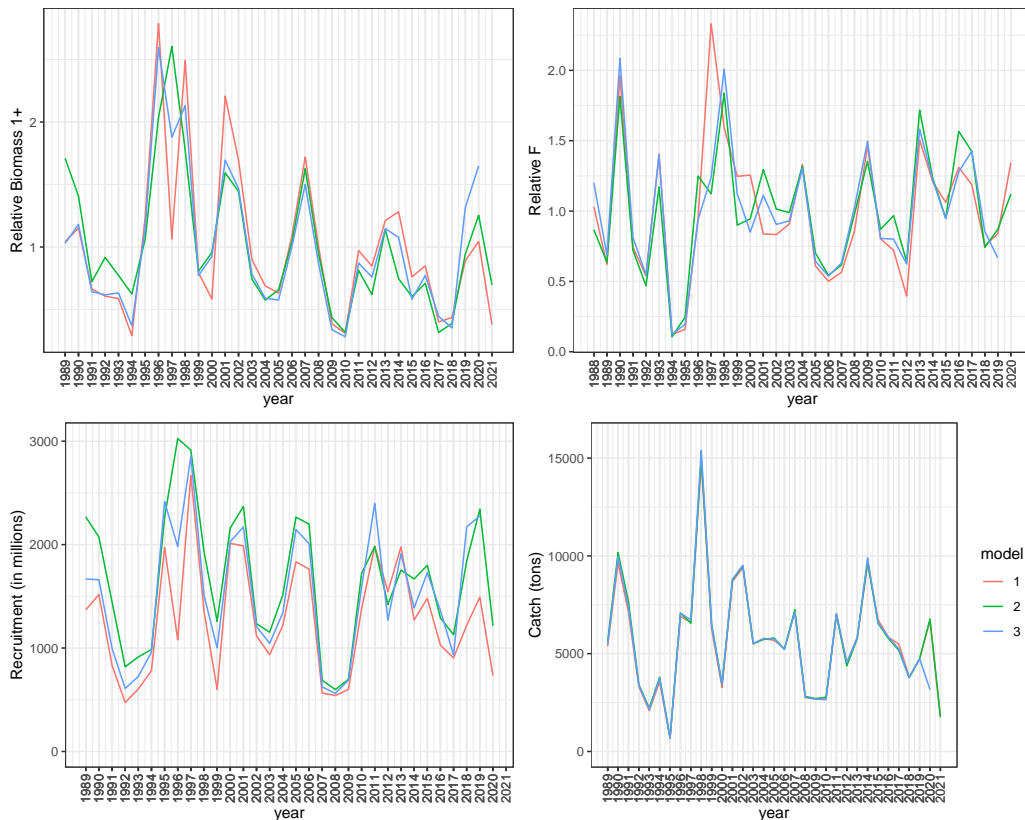 Relative Biomass 1+
2
1
1989 1990 1991 1992 1993 1994 1995 1996 1997 1998 1999 2000 2001 2002 2003 2004 2005 2006 2007 2008 2009 2010 2011 2012 2013 2014 2015 2016 2017 2018 2019 2020 2021
year
Relative F
2.0
1.5
1.0
0.5
0.0
1988 1989 1990 1991 1992 1993 1994 1995 1996 1997 1998 1999 2000 2001 2002 2003 2004 2005 2006 2007 2008 2009 2010 2011 2012 2013 2014 2015 2016 2017 2018 2019 2020
year
Recruitment (in millions)
3000
2000
1000
0
1989 1990 1991 1992 1993 1994 1995 1996 1997 1998 1999 2000 2001 2002 2003 2004 2005 2006 2007 2008 2009 2010 2011 2012 2013 2014 2015 2016 2017 2018 2019 2020 2021
year
Catch (tons)
15000
10000
5000
0
1989 1990 1991 1992 1993 1994 1995 1996 1997 1998 1999 2000 2001 2002 2003 2004 2005 2006 2007 2008 2009 2010 2011 2012 2013 2014 2015 2016 2017 2018 2019 2020 2021
year
model
1
2
3